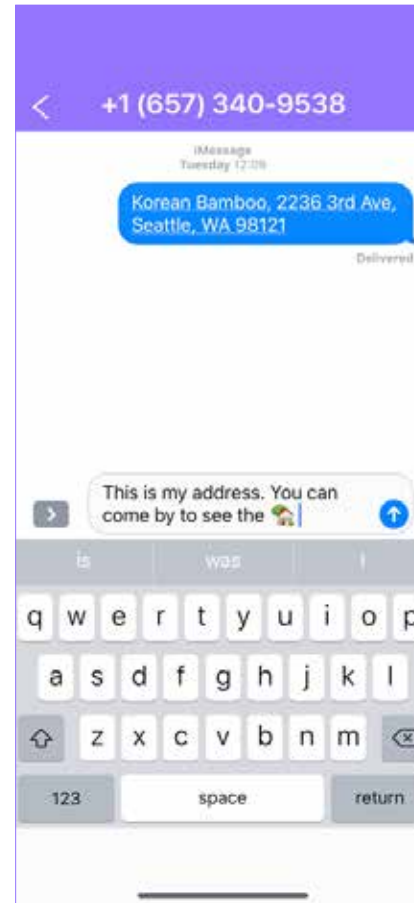 +1 (657) 340-9538
iMessage
Tuesday 12:09
Korean Bamboo, 2236 3rd Ave,
Seattle, WA 98121
Delivered
This is my address. You can
come by to see the 🏡
is was I
q w e r t y u i o p
a s d f g h j k l
z x c v b n m
123 space return